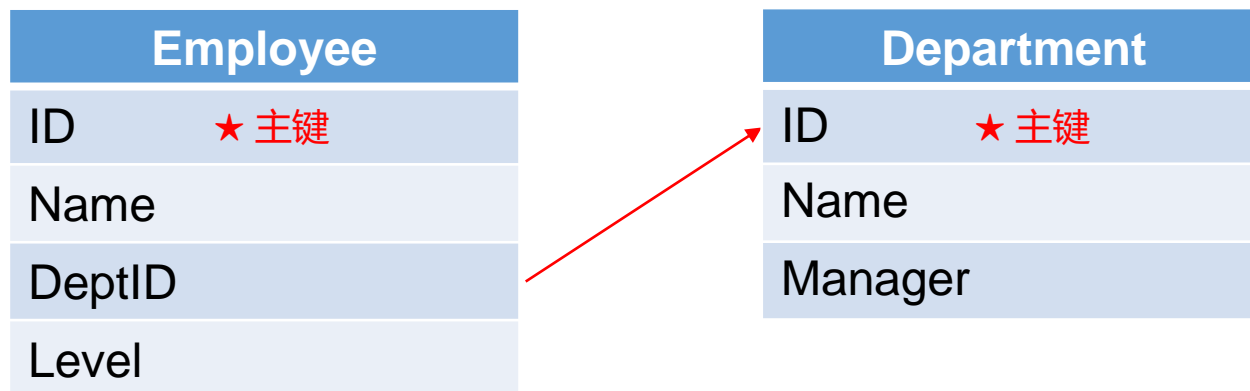 Employee
ID ★ 主键
Name
DeptID
Level
Department
ID ★ 主键
Name
Manager